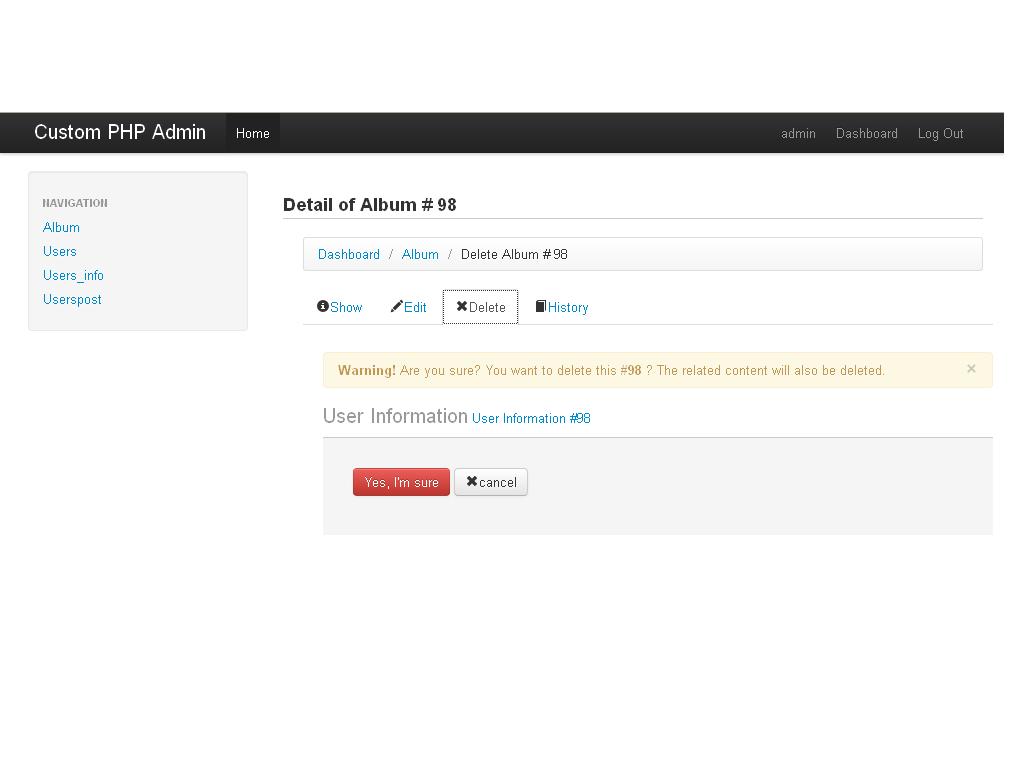 Custom PHP Admin Home admin Dashboard Log Out
NAVIGATION
Album
Users
Users_info
Userspost
Detail of Album # 98
Dashboard / Album / Delete Album #98
Show Edit Delete History
Warning! Are you sure? You want to delete this #98 ? The related content will also be deleted. ×
User Information User Information #98
Yes, I'm sure cancel